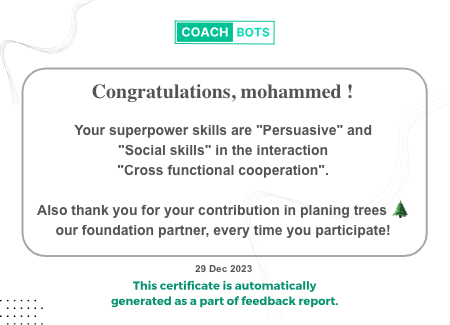 COACH BOTS
Congratulations, mohammed !
Your superpower skills are "Persuasive" and
"Social skills" in the interaction
"Cross functional cooperation".
Also thank you for your contribution in planing trees 🌲
our foundation partner, every time you participate!
29 Dec 2023
This certificate is automatically
generated as a part of feedback report.